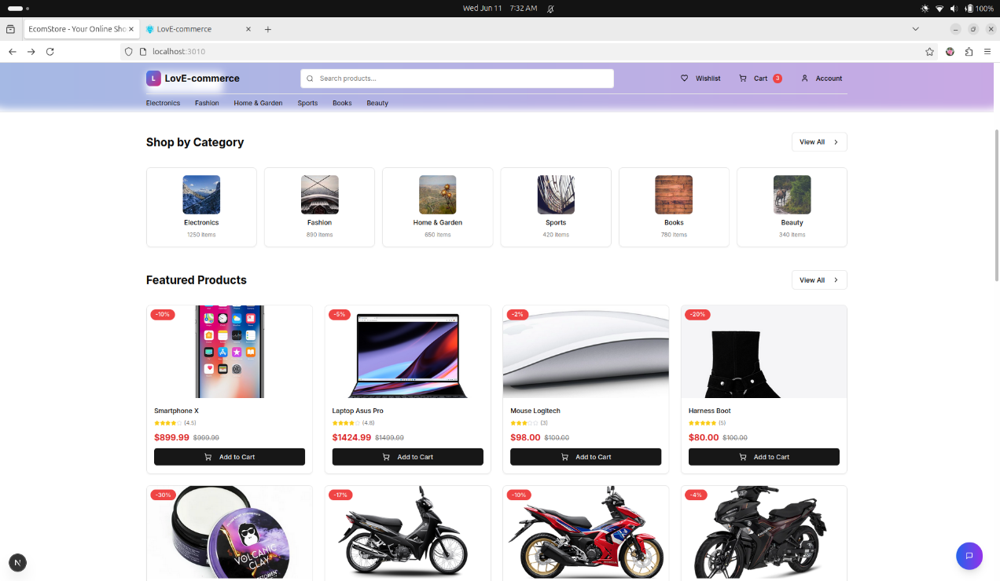 Wed Jun 11 7:32 AM
100%
EcomStore - Your Online Sho
LovE-commerce
localhost:3010
L
LovE-commerce
Search products...
Wishlist
Cart
3
Account
Electronics
Fashion
Home & Garden
Sports
Books
Beauty
Shop by Category
View All
Electronics
1250 Items
Fashion
890 Items
Home & Garden
650 Items
Sports
420 Items
Books
780 Items
Beauty
340 Items
Featured Products
View All
-10%
Smartphone X
(4.5)
$899.99 $999.99
Add to Cart
-5%
Laptop Asus Pro
(4.8)
$1424.99 $1499.99
Add to Cart
-2%
Mouse Logitech
(3)
$98.00 $100.00
Add to Cart
-20%
Harness Boot
(5)
$80.00 $100.00
Add to Cart
-30%
VOLCANIC
CLAY
-17%
-10%
-4%
N